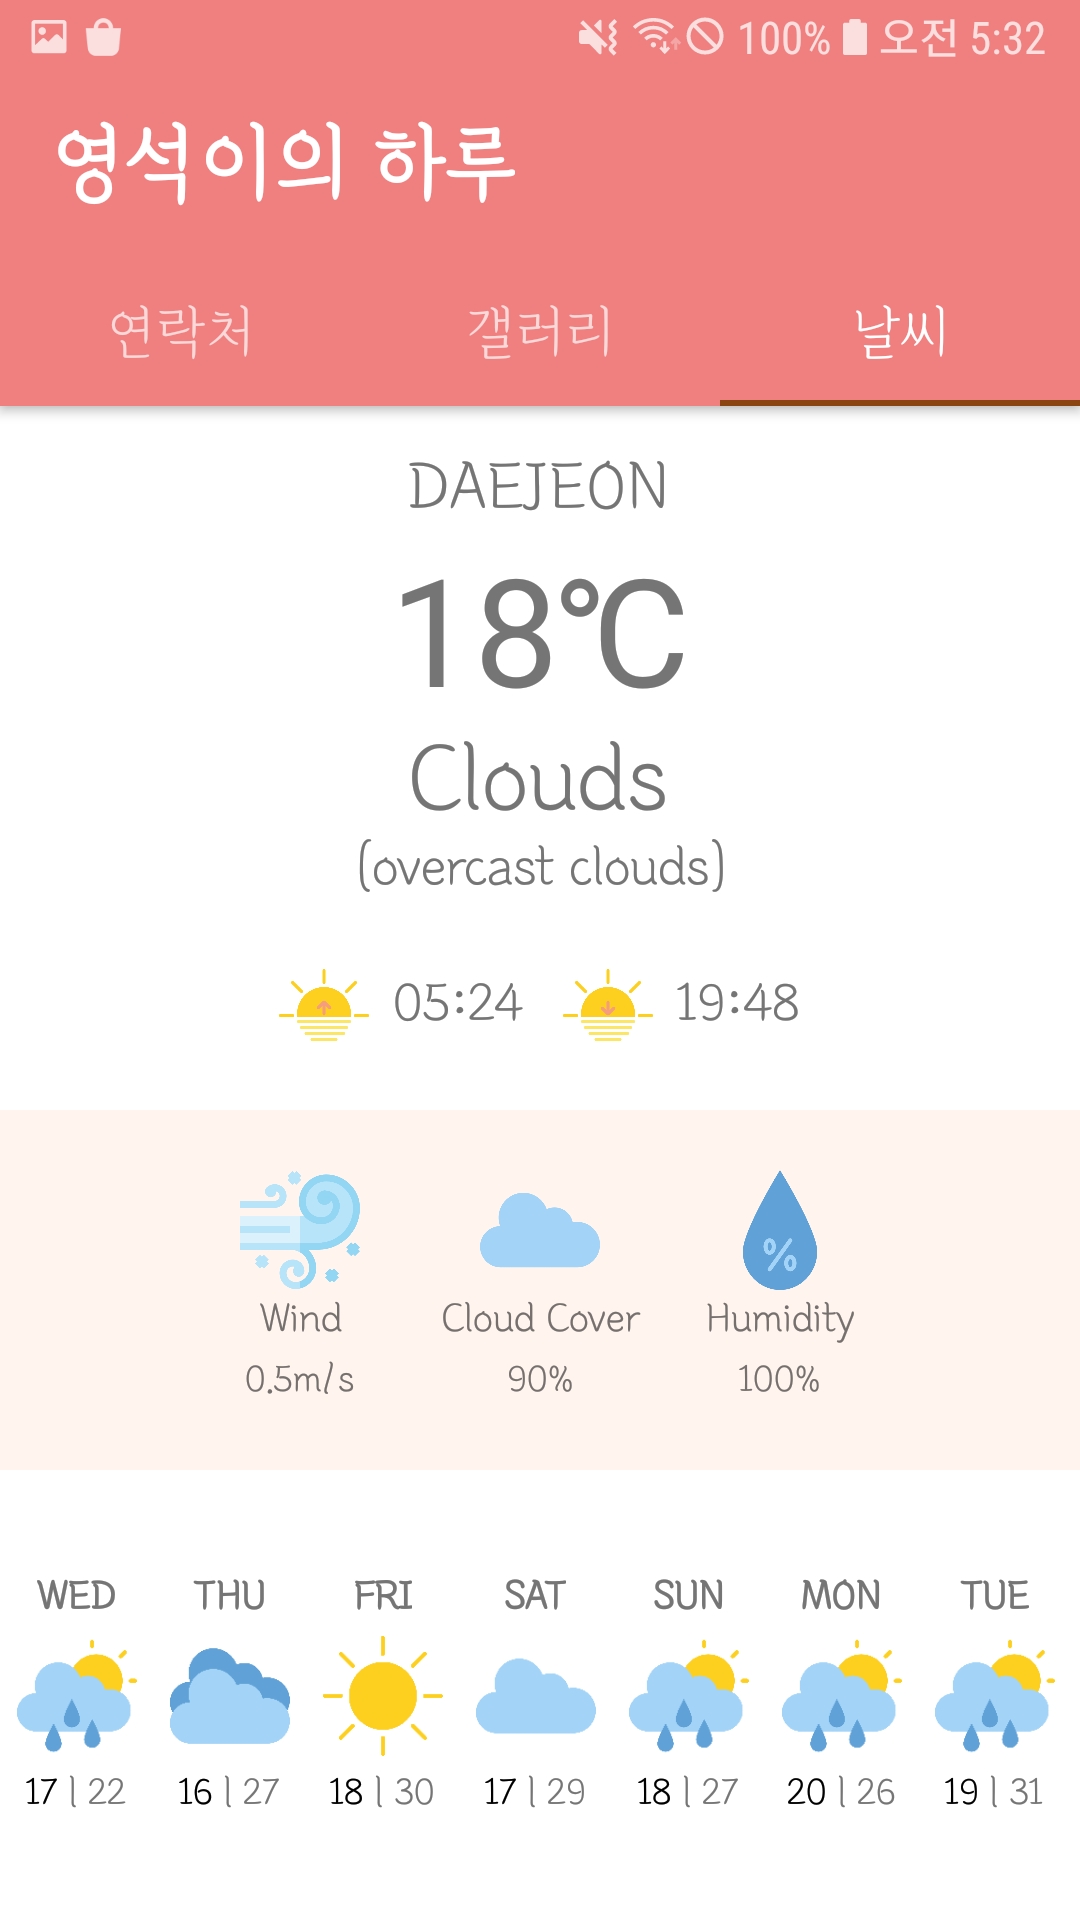 100% 오전 5:32
영석이의 하루
연락처 갤러리 날씨
DAEJEON
18℃
Clouds
(overcast clouds)
05:24 19:48
%
Wind Cloud Cover Humidity
0.5m/s 90% 100%
WED THU FRI SAT SUN MON TUE
17 | 22 16 | 27 18 | 30 17 | 29 18 | 27 20 | 26 19 | 31